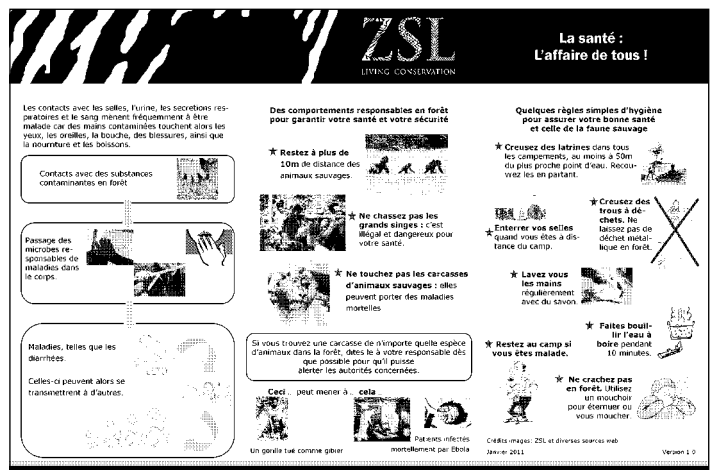 ZSL
LIVING CONSERVATION
La santé :
L'affaire de tous !
Les contacts avec les selles, l'urine, les secretions res-
piratoires et le sang mènent fréquemment à être
malade car des mains contaminées touchent alors les
yeux, les oreilles, la bouche, des blessures, ainsi que
la nourriture et les boissons.
Contacts avec des substances
contaminantes en forêt
Passage des
microbes re-
sponsables de
maladies dans
le corps.
Maladies, telles que les
diarrhées.
Celles-ci peuvent alors se
transmettrent à d'autres.
Des comportements responsables en forêt
pour garantir votre santé et votre sécurité
Restez à plus de
10m de distance des
animaux sauvages.
Ne chassez pas les
grands singes : c'est
illégal et dangereux pour
votre santé.
Ne touchez pas les carcasses
d'animaux sauvages : elles
peuvent porter des maladies
mortelles
Si vous trouvez une carcasse de n'importe quelle espèce
d'animaux dans la forêt, dites le à votre responsable dès
que possible pour qu'il puisse
alerter les autorités concernées.
Ceci .. peut mener à .. cela
Un gorille tué comme gibier
Patients infectés
mortellement par Ebola
Quelques règles simples d'hygiène
pour assurer votre bonne santé
et celle de la faune sauvage
Creusez des latrines dans tous
les campements, au moins à 50m
du plus proche point d'eau. Recou-
vrez les en partant.
Creusez des
trous à dé-
chets. Ne
laissez pas de
déchet métal-
lique en forêt.
Enterrer vos selles
quand vous êtes à dis-
tance du camp.
Lavez vous
les mains
régulièrement
avec du savon.
Faites bouil-
lir l'eau à
boire pendant
10 minutes.
Restez au camp si
vous êtes malade.
Ne crachez pas
en forêt. Utilisez
un mouchoir
pour éternuer ou
vous moucher.
Crédits images: ZSL et diverses sources web
Janvier 2011
Version 1 0